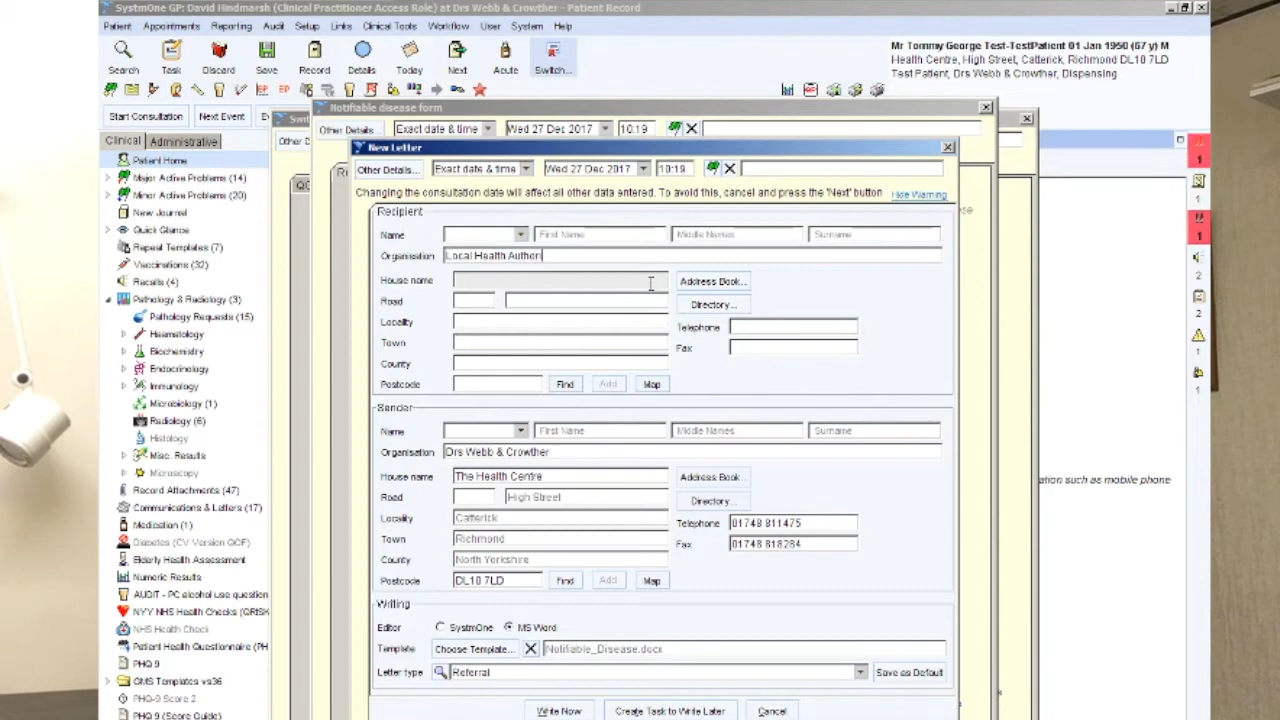 SystmOne GP: David Hindmarsh (Clinical Practitioner Access Role) at Drs Webb & Crowther - Patient Record
Patient Appointments Reporting Audit Setup Links Clinical Tools Workflow User System Help
Search Task Discard Save Record Details Today Next Acute Switch...
Mr Tommy George Test-TestPatient 01 Jan 1950 (67 y) M
Health Centre, High Street, Catterick, Richmond DL10 7LD
Test Patient, Drs Webb & Crowther, Dispensing
Start Consultation Next Event
Clinical Administrative
Patient Home
Major Active Problems (14)
Minor Active Problems (20)
New Journal
Quick Glance
Repeat Templates (7)
Vaccinations (32)
Recalls (4)
Pathology & Radiology (3)
Pathology Requests (15)
Haematology
Biochemistry
Endocrinology
Immunology
Microbiology (1)
Radiology (6)
Histology
Misc. Results
Microscopy
Record Attachments (47)
Communications & Letters (17)
Medication (1)
Diabetes (CV Version QOF)
Elderly Health Assessment
Numeric Results
AUDIT - PC alcohol use question
NYY NHS Health Checks (QRISK
NHS Health Check
Patient Health Questionnaire (PH
PHQ 9
GMS Templates vs36
PHQ-9 Score 2
PHQ 9 (Score Guide)
Notifiable disease form
Other Details... Exact date & time Wed 27 Dec 2017 10:19
New Letter
Other Details... Exact date & time Wed 27 Dec 2017 10:19
Changing the consultation date will affect all other data entered. To avoid this, cancel and press the 'Next' button Hide Warning
Recipient
Name First Name Middle Names Surname
Organisation Local Health Authori
House name Address Book...
Road Directory...
Locality Telephone
Town Fax
County
Postcode Find Add Map
Sender
Name First Name Middle Names Surname
Organisation Drs Webb & Crowther
House name The Health Centre Address Book...
Road High Street Directory...
Locality Catterick Telephone 01748 811475
Town Richmond Fax 01748 818284
County North Yorkshire
Postcode DL10 7LD Find Add Map
Writing
Editor SystmOne MS Word
Template Choose Template... Notifiable_Disease.docx
Letter type Referral Save as Default
Write Now Create Task to Write Later Cancel
ation such as mobile phone